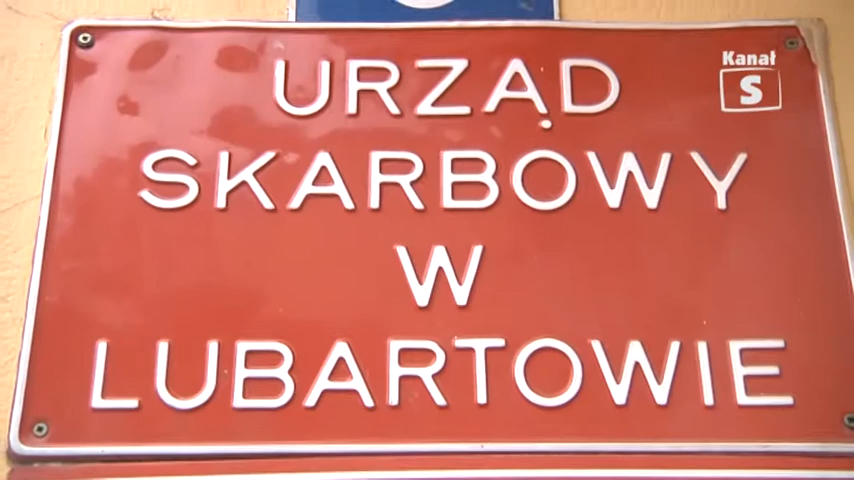 Kanał
S
URZĄD
SKARBOWY
W
LUBARTOWIE